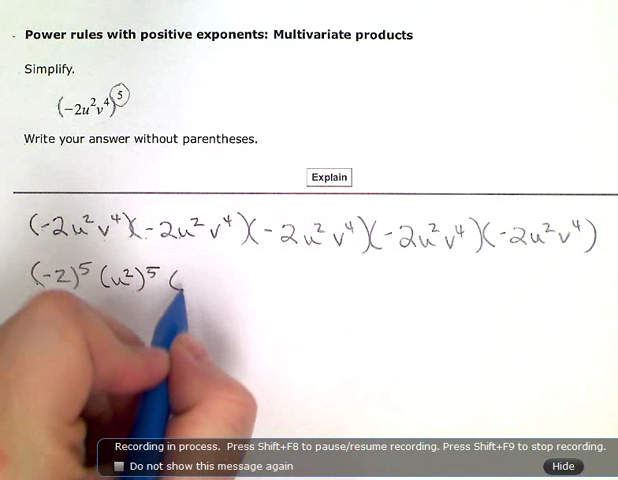 Power rules with positive exponents: Multivariate products
Simplify.
(-2u²v⁴)⁵
Write your answer without parentheses.
Explain
(-2u²v⁴)(-2u²v⁴)(-2u²v⁴)(-2u²v⁴)(-2u²v⁴)
(-2)⁵ (u²)⁵ (
Recording in process. Press Shift+F8 to pause/resume recording. Press Shift+F9 to stop recording.
Do not show this message again
Hide